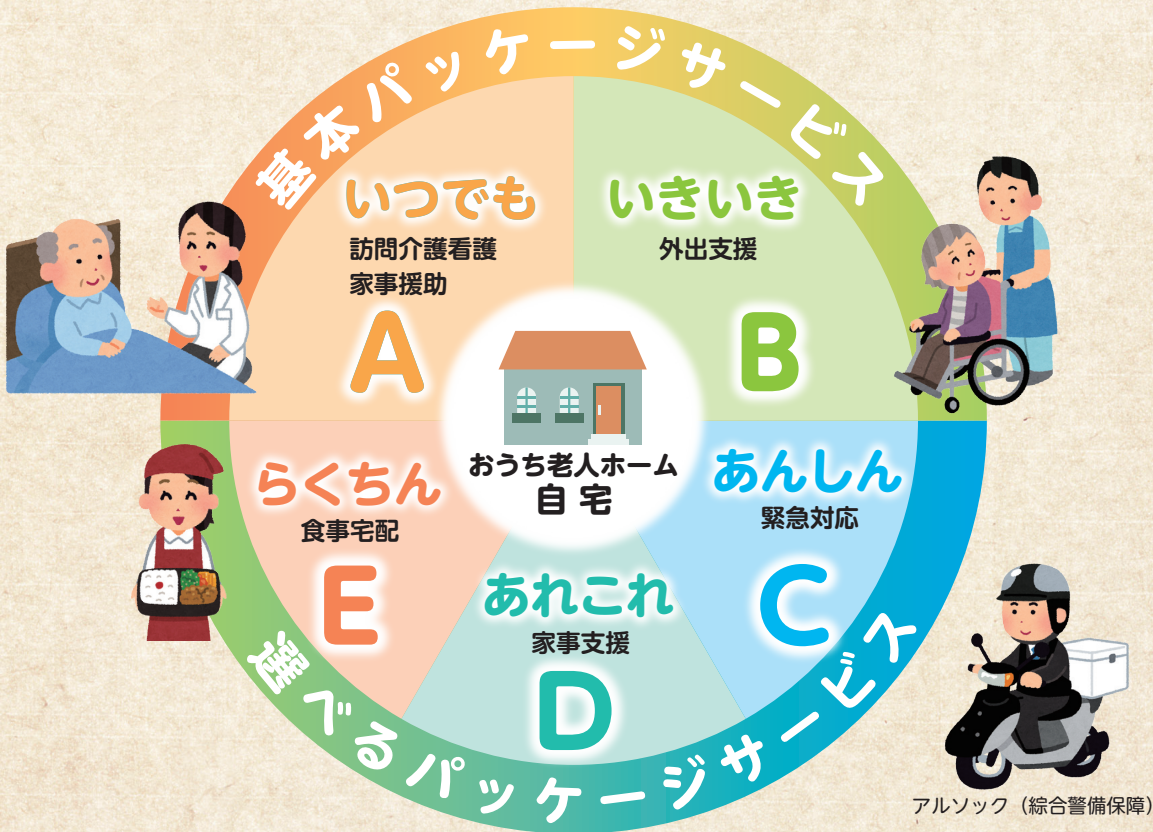 基本パッケージサービス
いつでも
訪問介護看護
家事援助
A
いきいき
外出支援
B
おうち老人ホーム
自宅
あんしん
緊急対応
C
あれこれ
家事支援
D
らくちん
食事宅配
E
選べるパッケージサービス
アルソック（綜合警備保障）